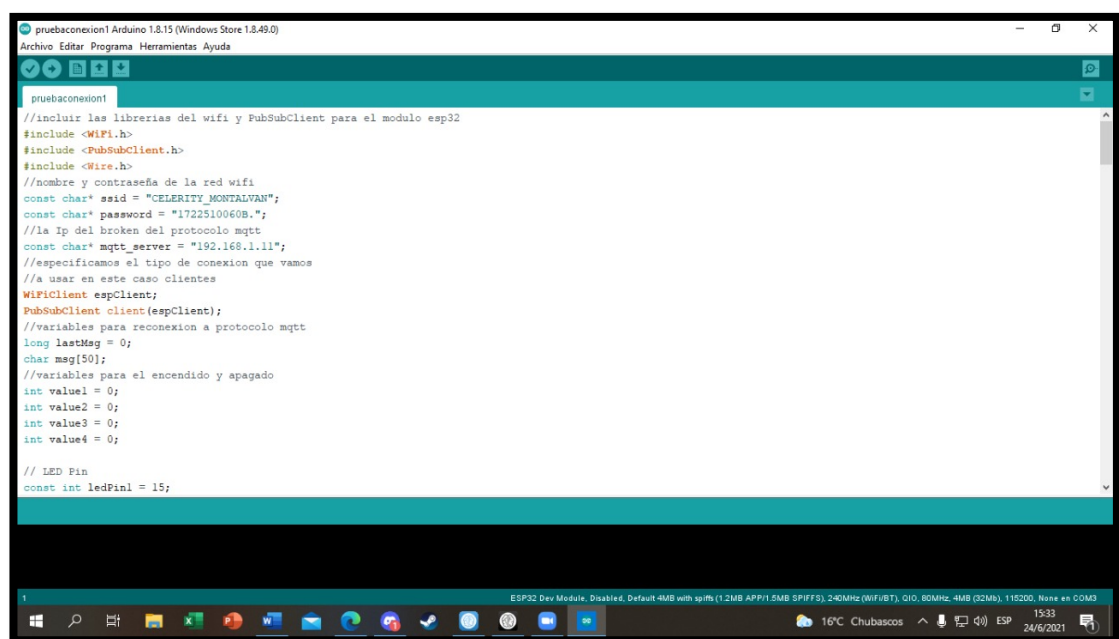 pruebaconexion1 Arduino 1.8.15 (Windows Store 1.8.49.0)
Archivo Editar Programa Herramientas Ayuda
pruebaconexion1
//incluir las librerias del wifi y PubSubClient para el modulo esp32
#include <WiFi.h>
#include <PubSubClient.h>
#include <Wire.h>
//nombre y contraseña de la red wifi
const char* ssid = "CELERITY_MONTALVAN";
const char* password = "1722510060B.";
//la Ip del broken del protocolo mqtt
const char* mqtt_server = "192.168.1.11";
//especificamos el tipo de conexion que vamos
//a usar en este caso clientes
WiFiClient espClient;
PubSubClient client(espClient);
//variables para reconexion a protocolo mqtt
long lastMsg = 0;
char msg[50];
//variables para el encendido y apagado
int value1 = 0;
int value2 = 0;
int value3 = 0;
int value4 = 0;
// LED Pin
const int ledPin1 = 15;
1
ESP32 Dev Module, Disabled, Default 4MB with spiffs (1.2MB APP/1.5MB SPIFFS), 240MHz (WiFi/BT), QIO, 80MHz, 4MB (32Mb), 115200, None en COM3
16°C Chubascos
ESP
15:33
24/6/2021